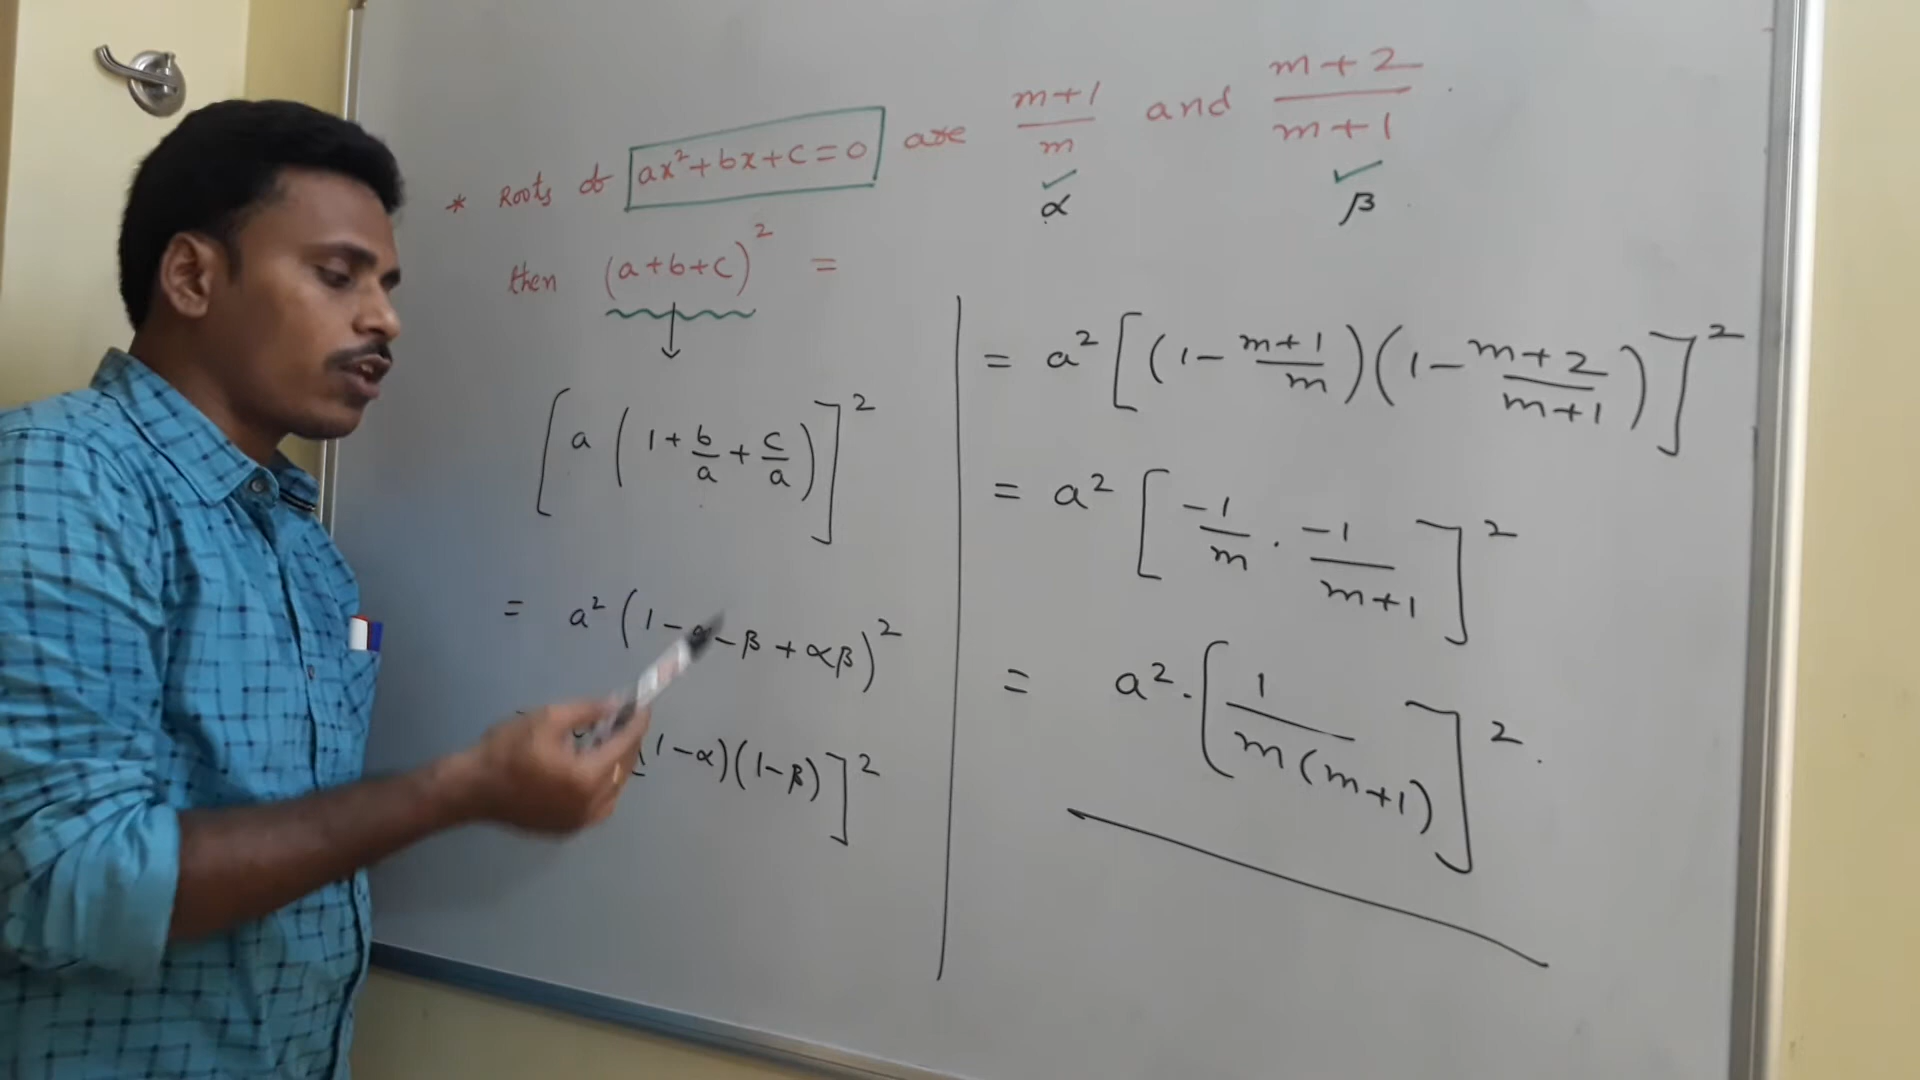 * Roots of ax²+bx+c=0 are (m+1)/m and (m+2)/(m+1).
α β
then (a+b+c)² =
[a(1+b/a+c/a)]²
= a²(1-α-β+αβ)²
(1-α)(1-β)]²
= a²[(1-(m+1)/m)(1-(m+2)/(m+1))]²
= a²[-1/m · -1/(m+1)]²
= a²·[1/(m(m+1))]².